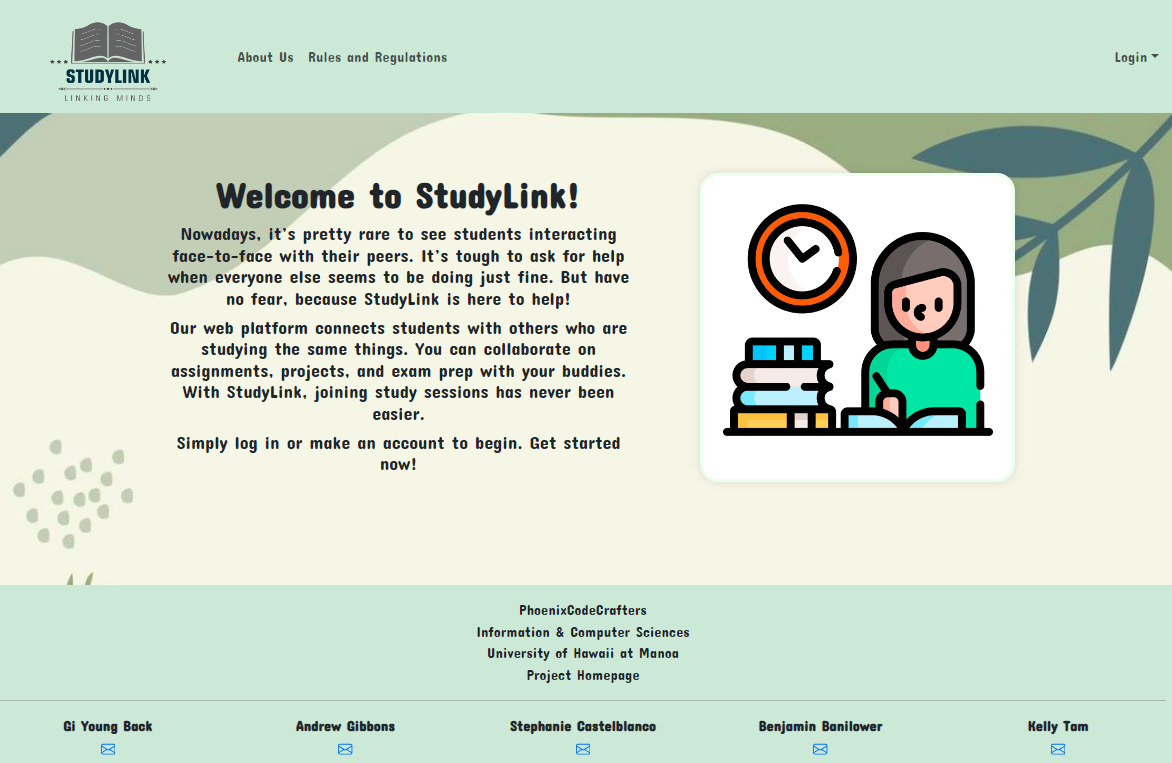 STUDYLINK
LINKING MINDS
About Us
Rules and Regulations
Login
Welcome to StudyLink!
Nowadays, it's pretty rare to see students interacting
face-to-face with their peers. It's tough to ask for help
when everyone else seems to be doing just fine. But have
no fear, because StudyLink is here to help!
Our web platform connects students with others who are
studying the same things. You can collaborate on
assignments, projects, and exam prep with your buddies.
With StudyLink, joining study sessions has never been
easier.
Simply log in or make an account to begin. Get started
now!
PhoenixCodeCrafters
Information & Computer Sciences
University of Hawaii at Manoa
Project Homepage
Gi Young Back
Andrew Gibbons
Stephanie Castelblanco
Benjamin Banilower
Kelly Tam